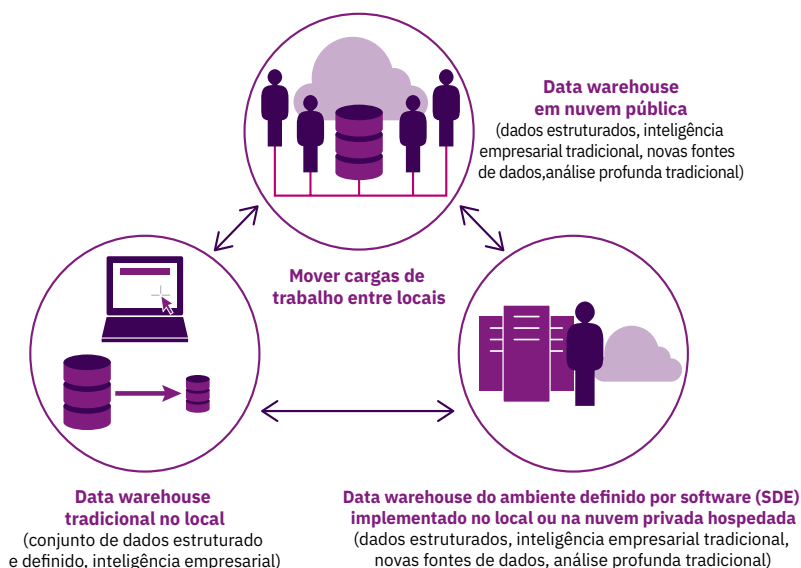 Data warehouse
em nuvem pública
(dados estruturados, inteligência
empresarial tradicional, novas fontes
de dados,análise profunda tradicional)
Mover cargas de
trabalho entre locais
Data warehouse
tradicional no local
(conjunto de dados estruturado
e definido, inteligência empresarial)
Data warehouse do ambiente definido por software (SDE)
implementado no local ou na nuvem privada hospedada
(dados estruturados, inteligência empresarial tradicional,
novas fontes de dados, análise profunda tradicional)